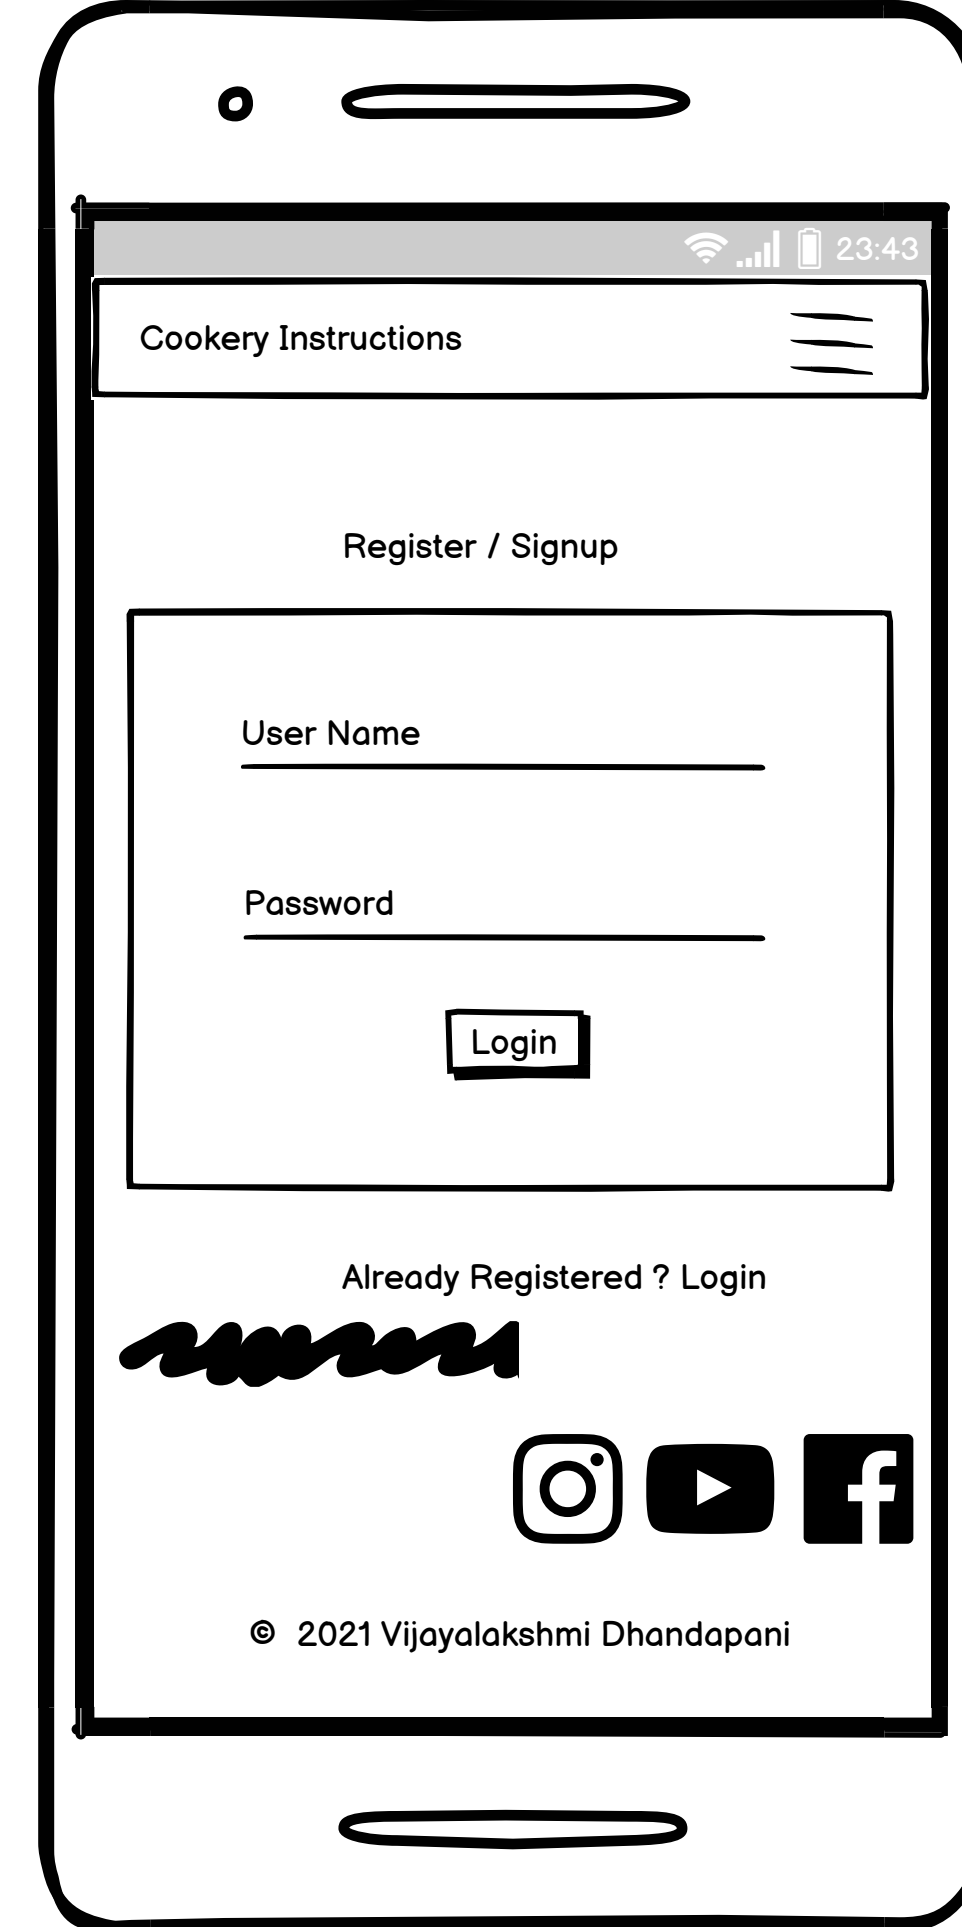 23:43
Cookery Instructions
Register / Signup
User Name
Password
Login
Already Registered ? Login
© 2021 Vijayalakshmi Dhandapani